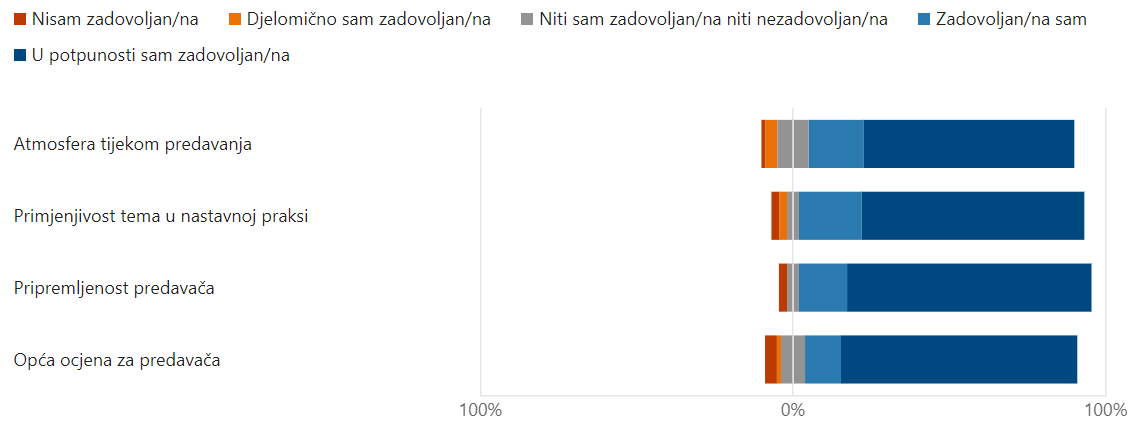 Nisam zadovoljan/na Djelomično sam zadovoljan/na Niti sam zadovoljan/na niti nezadovoljan/na Zadovoljan/na sam
U potpunosti sam zadovoljan/na
Atmosfera tijekom predavanja
Primjenjivost tema u nastavnoj praksi
Pripremljenost predavača
Opća ocjena za predavača
100% 0% 100%